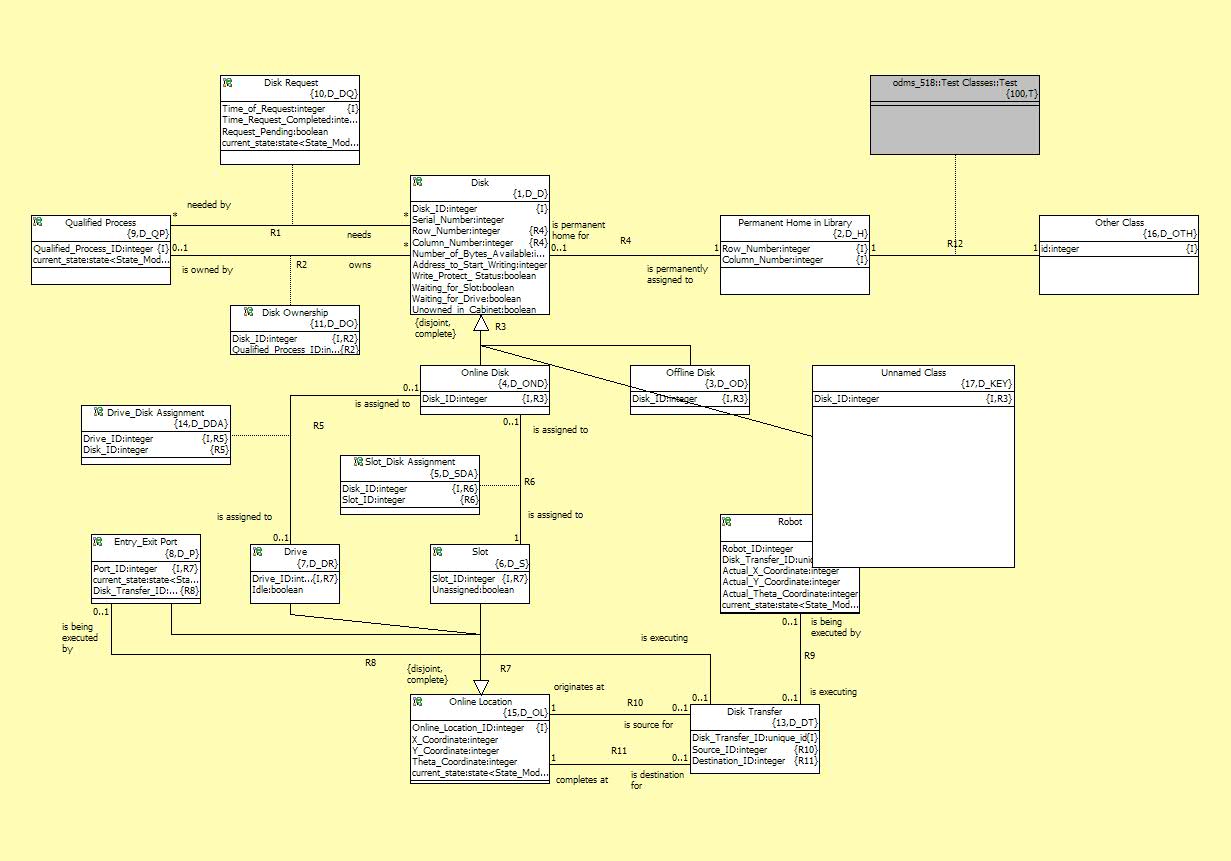 Disk Request
{10,D_DQ}
Time_of_Request:integer {I}
Time_Request_Completed:inte...
Request_Pending:boolean
current_state:state<State_Mod...
odms_518::Test Classes::Test
{100,T}
Disk
{1,D_D}
Disk_ID:integer {I}
Serial_Number:integer
Row_Number:integer {R4}
Column_Number:integer {R4}
Number_of_Bytes_Available:i...
Address_to_Start_Writing:integer
Write_Protect_ Status:boolean
Waiting_for_Slot:boolean
Waiting_for_Drive:boolean
Unowned_in_Cabinet:boolean
Qualified Process
{9,D_QP}
Qualified_Process_ID:integer {I}
current_state:state<State_Mod...
needed by
*
*
R1
needs
0..1
*
is owned by
R2
owns
is permanent
home for
0..1
R4
1
is permanently
assigned to
Permanent Home in Library
{2,D_H}
Row_Number:integer {I}
Column_Number:integer {I}
1
R12
1
Other Class
{16,D_OTH}
id:integer {I}
Disk Ownership
{11,D_DO}
Disk_ID:integer {I,R2}
Qualified_Process_ID:in...{R2}
{disjoint,
complete}
R3
Online Disk
{4,D_OND}
Disk_ID:integer {I,R3}
Offline Disk
{3,D_OD}
Disk_ID:integer {I,R3}
Unnamed Class
{17,D_KEY}
Disk_ID:integer {I,R3}
0..1
is assigned to
R5
Drive_Disk Assignment
{14,D_DDA}
Drive_ID:integer {I,R5}
Disk_ID:integer {R5}
0..1
is assigned to
Slot_Disk Assignment
{5,D_SDA}
Disk_ID:integer {I,R6}
Slot_ID:integer {R6}
R6
is assigned to
is assigned to
0..1
1
Entry_Exit Port
{8,D_P}
Port_ID:integer {I,R7}
current_state:state<Sta...
Disk_Transfer_ID:... {R8}
Drive
{7,D_DR}
Drive_ID:int...{I,R7}
Idle:boolean
Slot
{6,D_S}
Slot_ID:integer {I,R7}
Unassigned:boolean
Robot
Robot_ID:integer
Disk_Transfer_ID:uni
Actual_X_Coordinate:integer
Actual_Y_Coordinate:integer
Actual_Theta_Coordinate:integer
current_state:state<State_Mod...
0..1
is being
executed
by
R8
is executing
0..1
{disjoint,
complete}
R7
0..1
is being
executed by
R9
0..1
is executing
Online Location
{15,D_OL}
Online_Location_ID:integer {I}
X_Coordinate:integer
Y_Coordinate:integer
Theta_Coordinate:integer
current_state:state<State_Mod...
originates at
1
R10
0..1
is source for
1
R11
0..1
completes at
is destination
for
Disk Transfer
{13,D_DT}
Disk_Transfer_ID:unique_id{I}
Source_ID:integer {R10}
Destination_ID:integer {R11}